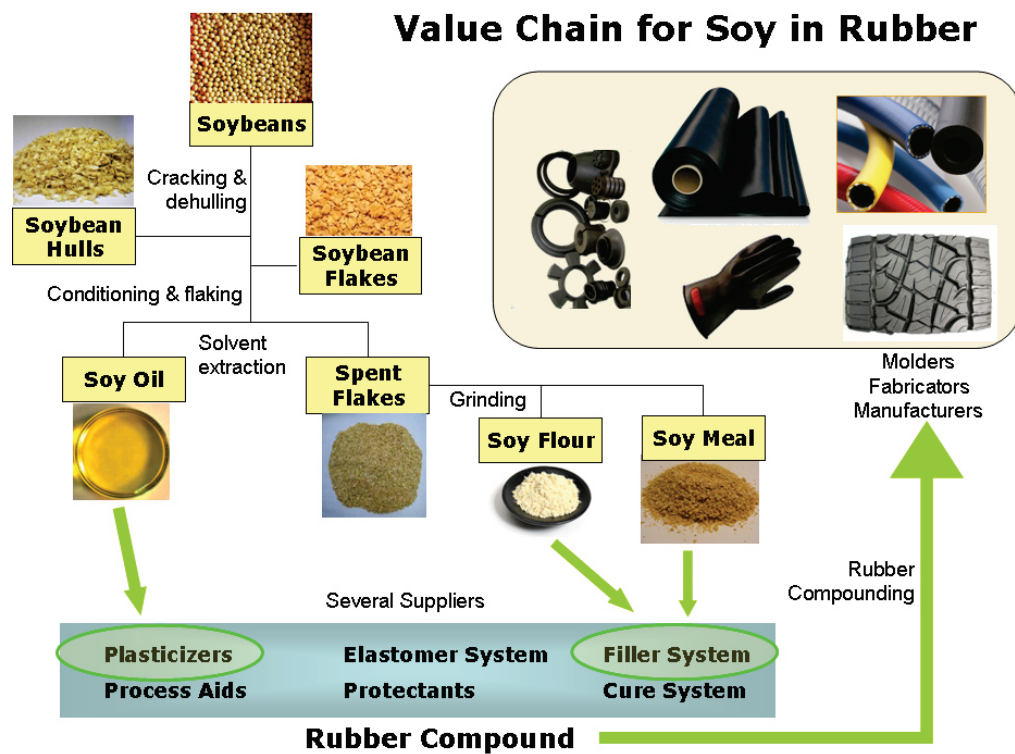 Value Chain for Soy in Rubber
Soybeans
Cracking &
dehulling
Soybean
Hulls
Soybean
Flakes
Conditioning & flaking
Solvent
extraction
Soy Oil
Spent
Flakes
Grinding
Soy Flour
Soy Meal
Molders
Fabricators
Manufacturers
Rubber
Compounding
Several Suppliers
Plasticizers
Elastomer System
Filler System
Process Aids
Protectants
Cure System
Rubber Compound